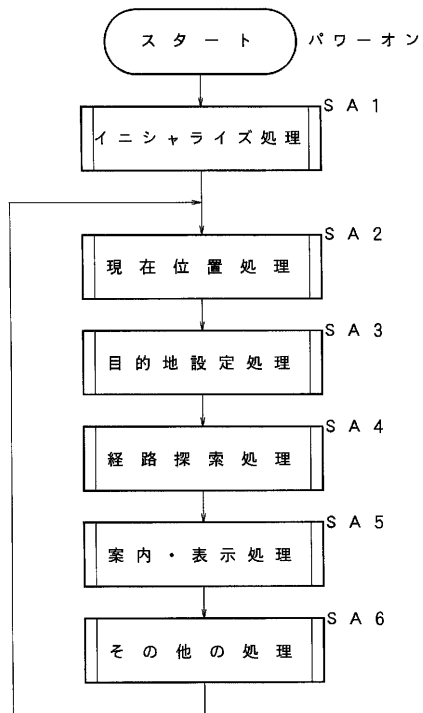 スタート
パワーオン
SA1
イニシャライズ処理
SA2
現在位置処理
SA3
目的地設定処理
SA4
経路探索処理
SA5
案内・表示処理
SA6
その他の処理